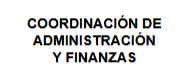 COORDINACIÓN DE
ADMINISTRACIÓN
Y FINANZAS